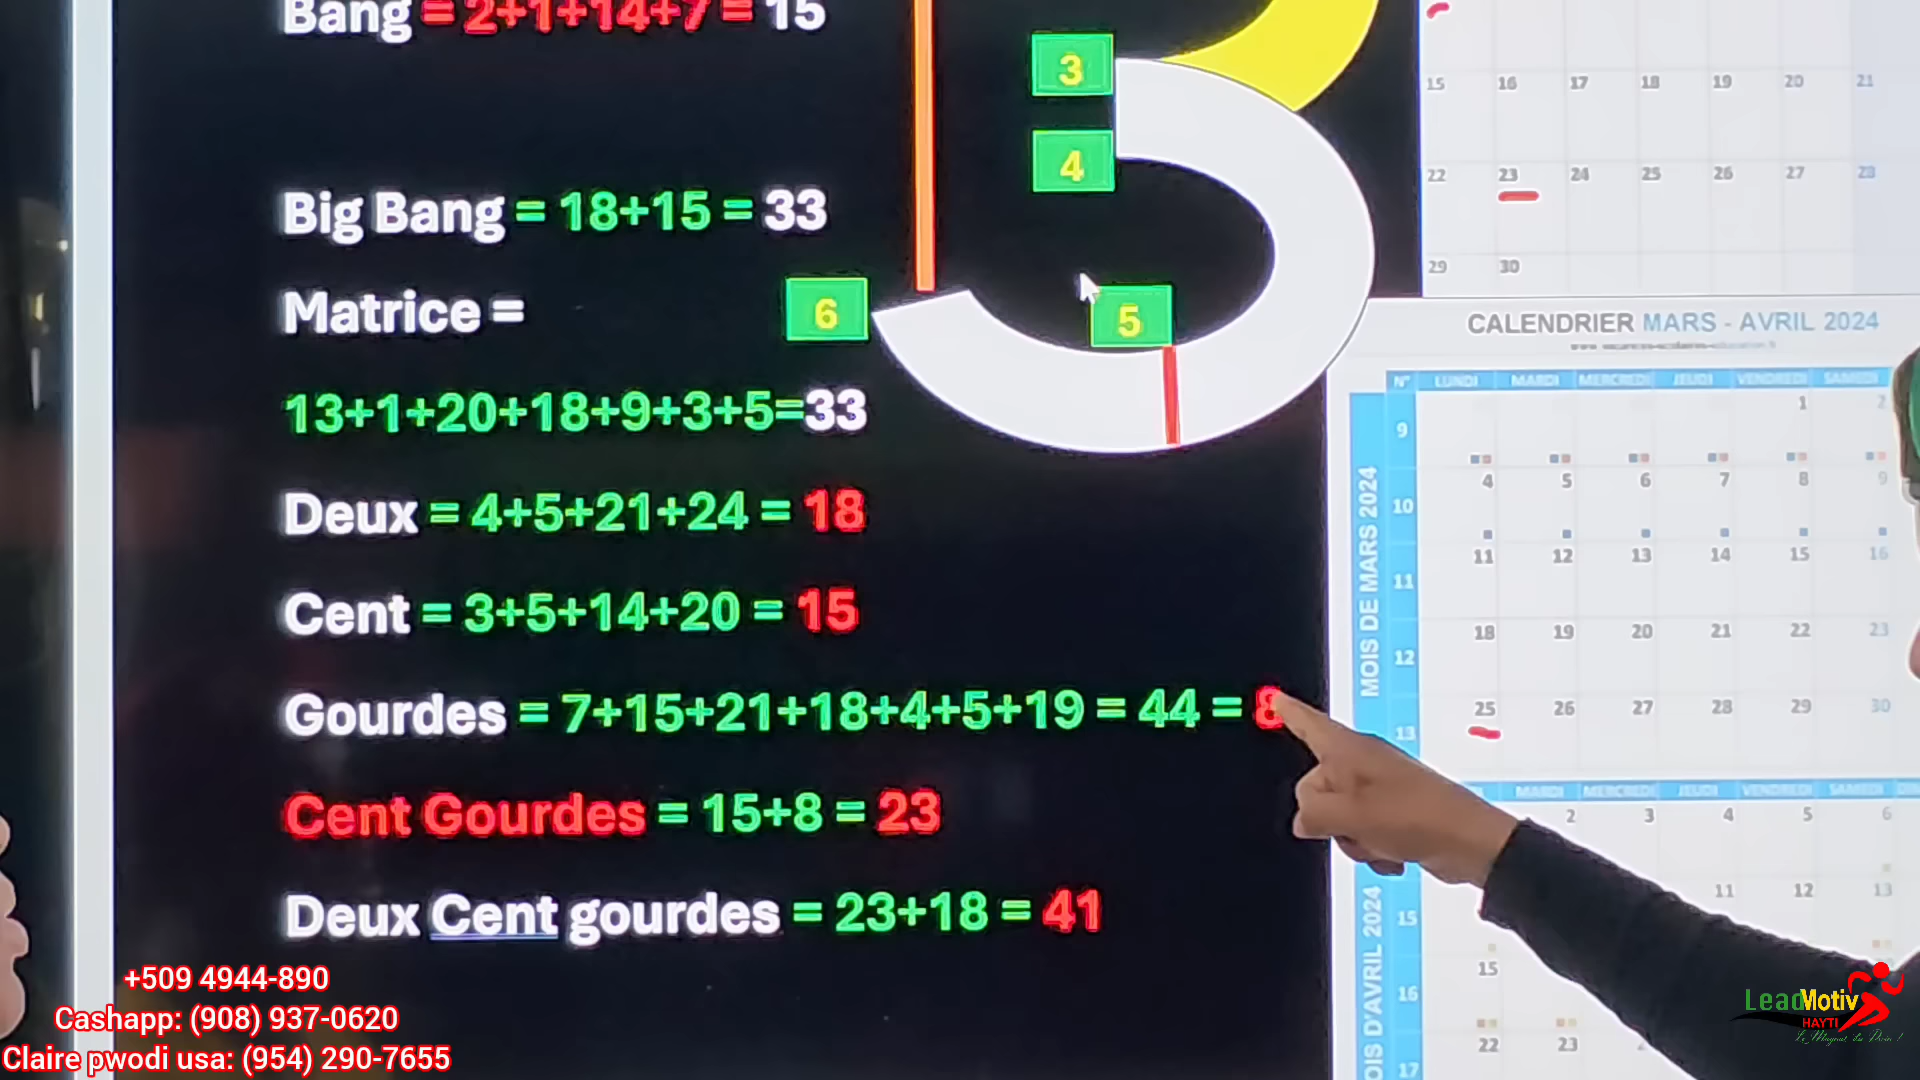 Bang = 2+1+14+7 = 15
Big Bang = 18+15 = 33
Matrice =
13+1+20+18+9+3+5=33
Deux = 4+5+21+24 = 18
Cent = 3+5+14+20 = 15
Gourdes = 7+15+21+18+4+5+19 = 44 = 8
Cent Gourdes = 15+8 = 23
Deux Cent gourdes = 23+18 = 41
3
4
5
6
15 16 17 18 19 20 21
22 23 24 25 26 27 28
29 30
CALENDRIER MARS - AVRIL 2024
N° LUNDI MARDI MERCREDI JEUDI VENDREDI SAMEDI
MOIS DE MARS 2024
9 1 2
10 4 5 6 7 8 9
11 11 12 13 14 15 16
12 18 19 20 21 22 23
13 25 26 27 28 29 30
MARDI MERCREDI JEUDI VENDREDI SAMEDI
2 3 4 5 6
11 12 13
15
15
16
22 23
17
OIS D'AVRIL 2024
+509 4944-890
Cashapp: (908) 937-0620
Claire pwodi usa: (954) 290-7655
LeadMotiv
HAYTI